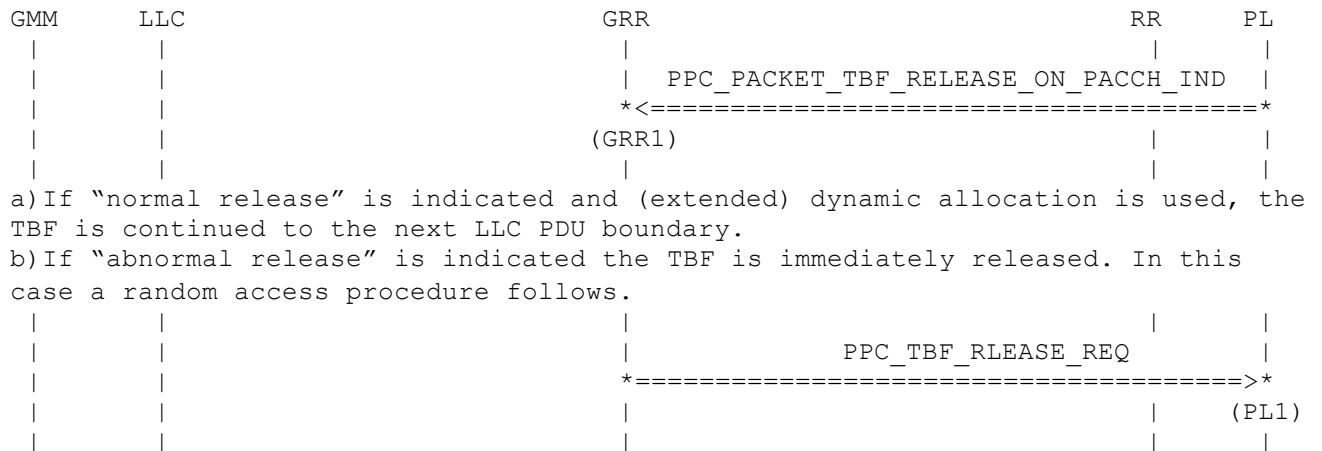 GMM LLC GRR RR PL
| | | | |
| | | PPC_PACKET_TBF_RELEASE_ON_PACCH_IND |
| | *<======================================*
| | (GRR1) | |
| | | | |
a)If “normal release” is indicated and (extended) dynamic allocation is used, the
TBF is continued to the next LLC PDU boundary.
b)If “abnormal release” is indicated the TBF is immediately released. In this
case a random access procedure follows.
| | | | |
| | | PPC_TBF_RLEASE_REQ |
| | *======================================>*
| | | | (PL1)
| | | | |